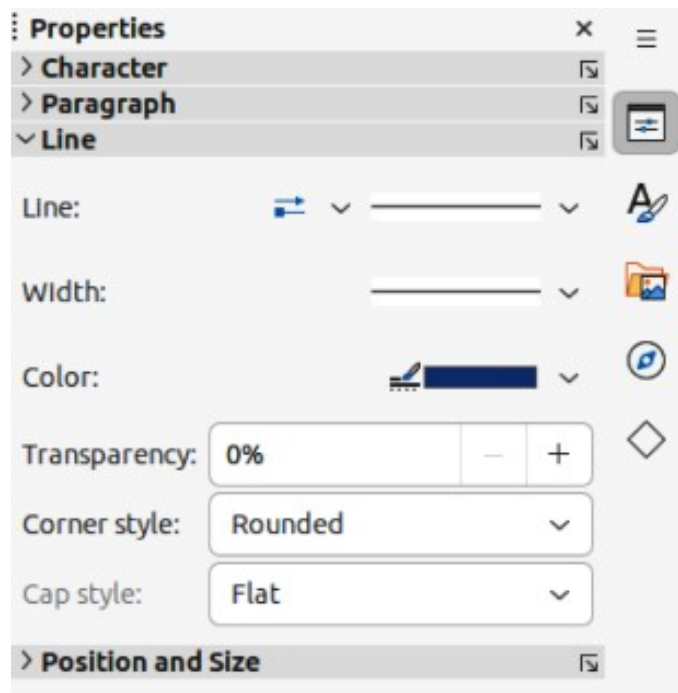 Properties
Character
Paragraph
Line
Line:
Width:
Color:
Transparency: 0%
Corner style: Rounded
Cap style: Flat
Position and Size